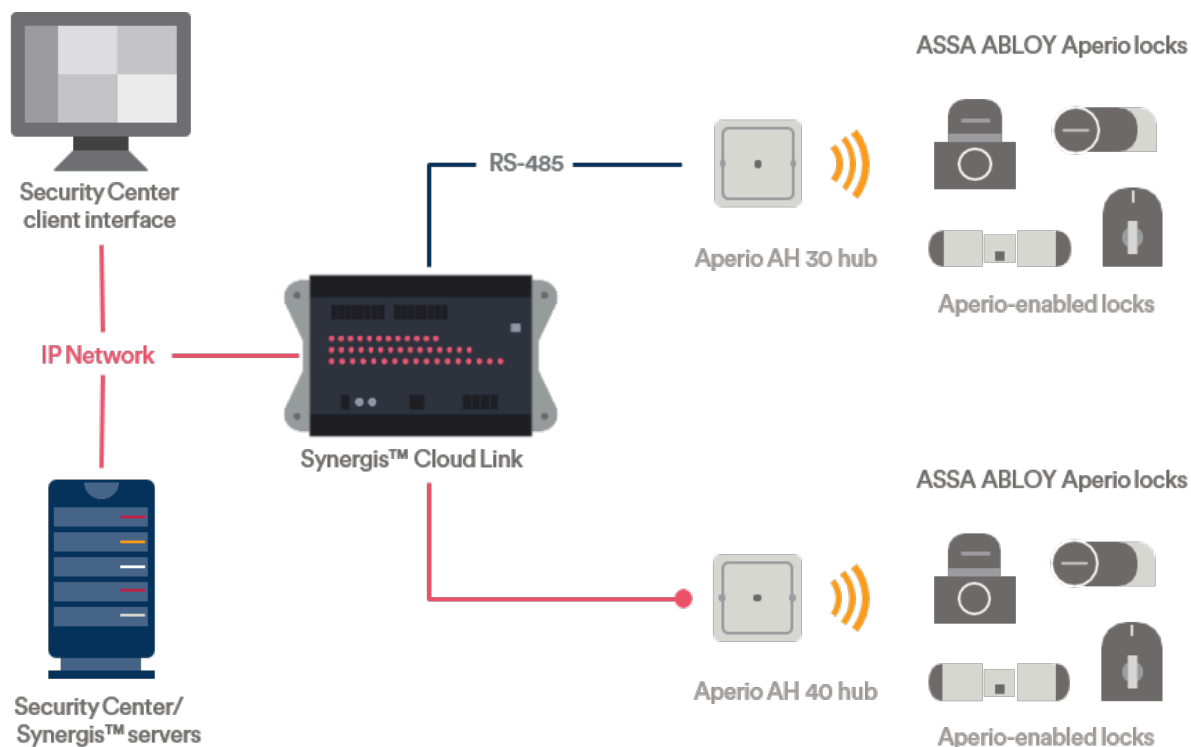 ASSA ABLOY Aperio locks
Security Center
client interface
RS-485
Aperio AH 30 hub
Aperio-enabled locks
IP Network
Synergis™ Cloud Link
ASSA ABLOY Aperio locks
Aperio AH 40 hub
Security Center/
Synergis™ servers
Aperio-enabled locks